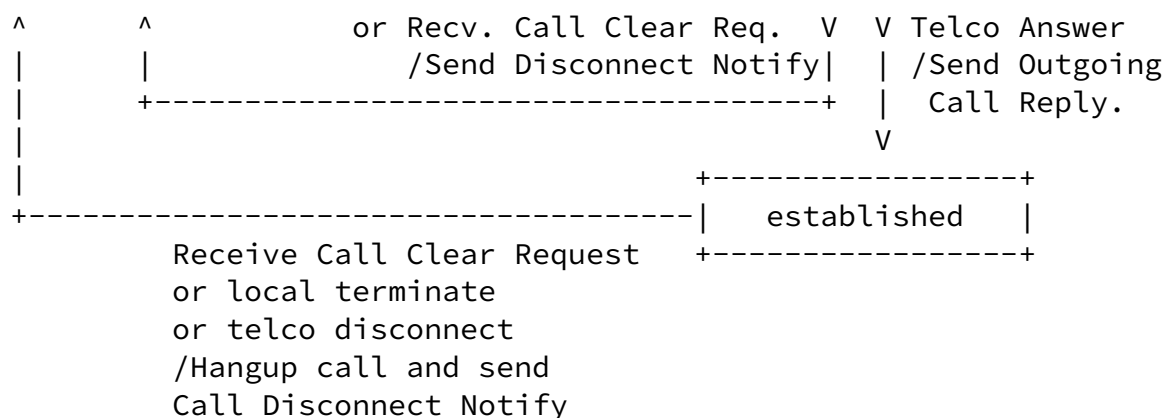 ^       ^           or Recv. Call Clear Req.  V  V Telco Answer
|       |              /Send Disconnect Notify|  | /Send Outgoing
|       +-------------------------------------+  |  Call Reply.
|                                                V
|                                      +-----------------+
+--------------------------------------|   established   |
         Receive Call Clear Request    +-----------------+
         or local terminate
         or telco disconnect
         /Hangup call and send
         Call Disconnect Notify